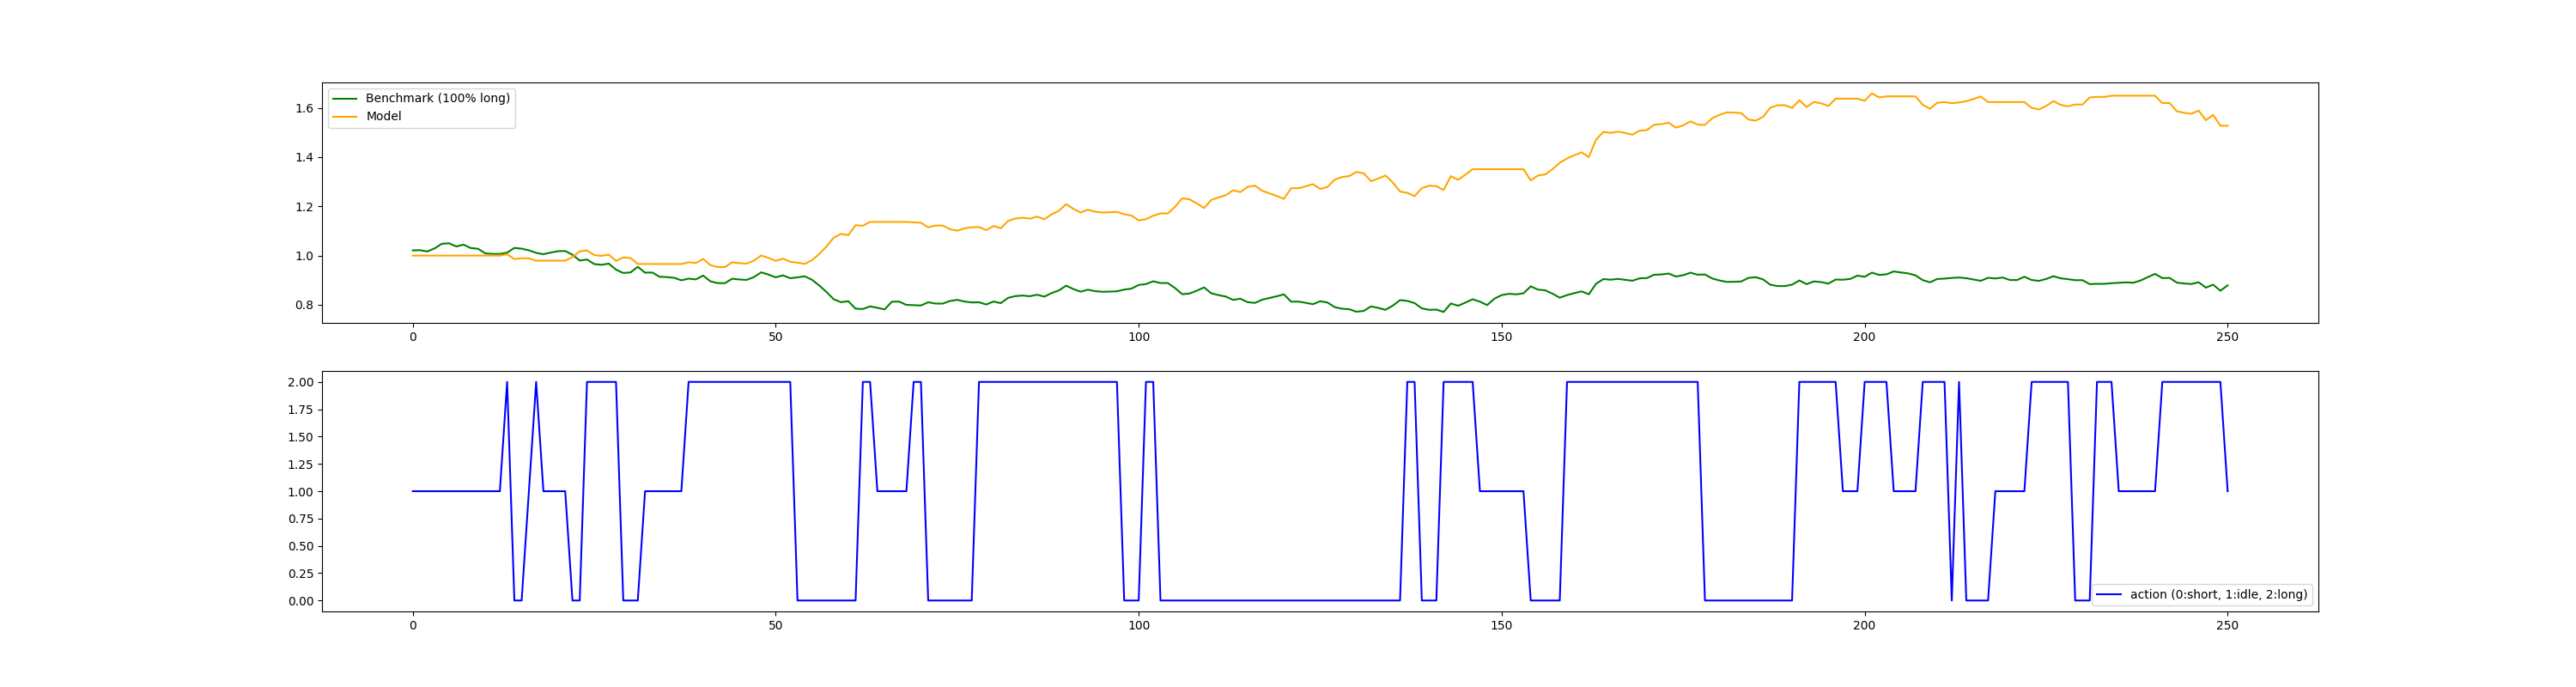 Benchmark (100% long)
Model
1.6
1.4
1.2
1.0
0.8
0 50 100 150 200 250
2.00
1.75
1.50
1.25
1.00
0.75
0.50
0.25
0.00
action (0:short, 1:idle, 2:long)
0 50 100 150 200 250